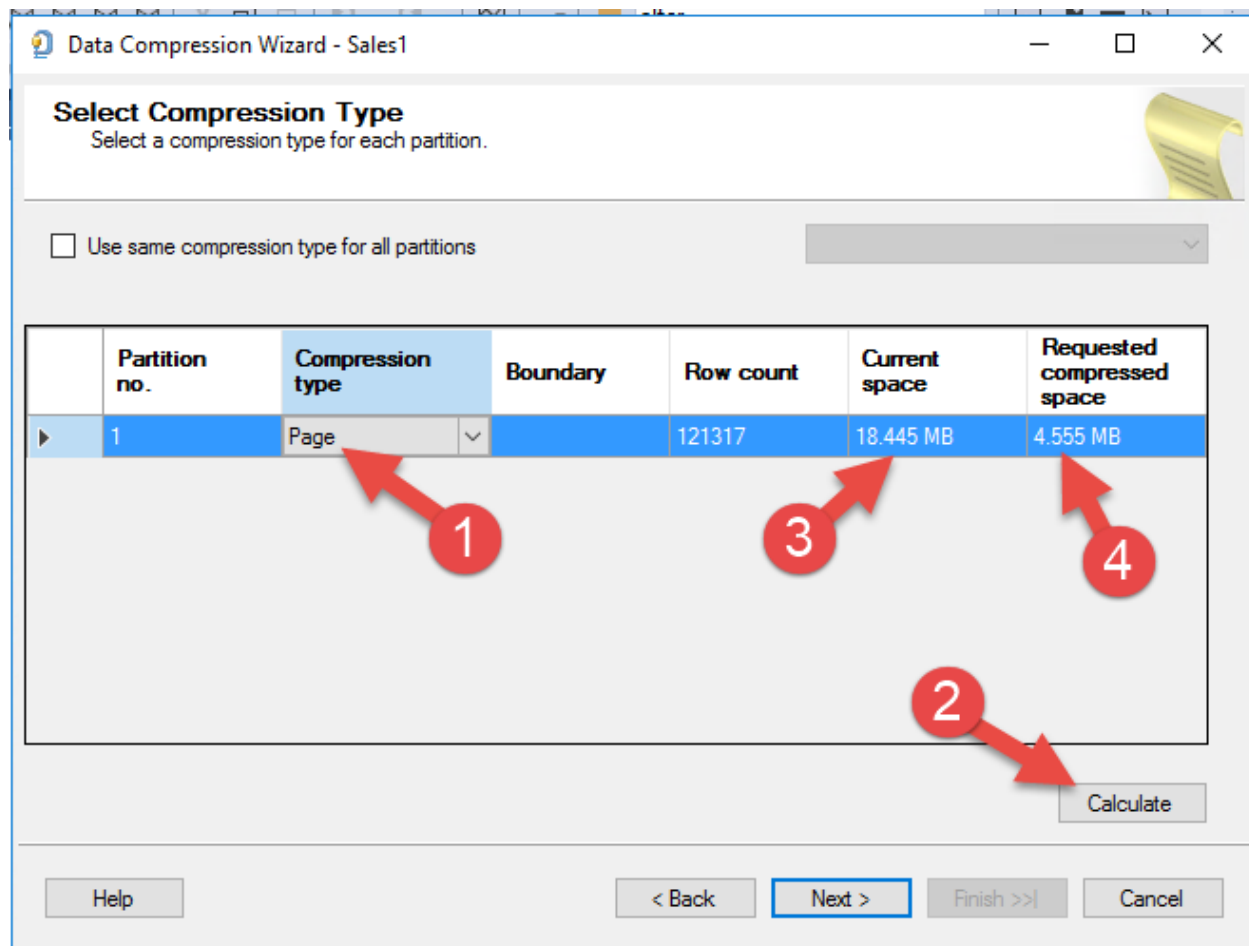 alter
Data Compression Wizard - Sales1
Select Compression Type
Select a compression type for each partition.
Use same compression type for all partitions
Partition no.
Compression type
Boundary
Row count
Current space
Requested compressed space
1
Page
121317
18.445 MB
4.555 MB
1
3
4
2
Calculate
Help
< Back
Next >
Finish >>|
Cancel